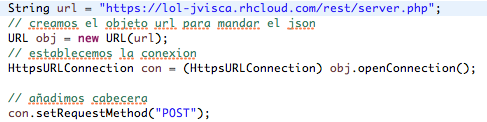 String url = "https://lol-jvisca.rhcloud.com/rest/server.php";
// creamos el objeto url para mandar el json
URL obj = new URL(url);
// establecemos la conexion
HttpsURLConnection con = (HttpsURLConnection) obj.openConnection();
// añadimos cabecera
con.setRequestMethod("POST");